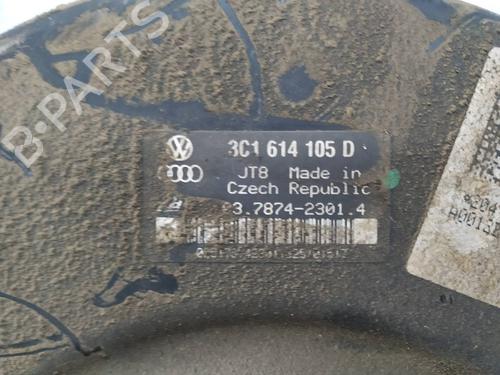 B-PARTS
3C1 614 105 D
JT8 Made in
Czech Republic
3.7874-2301.4